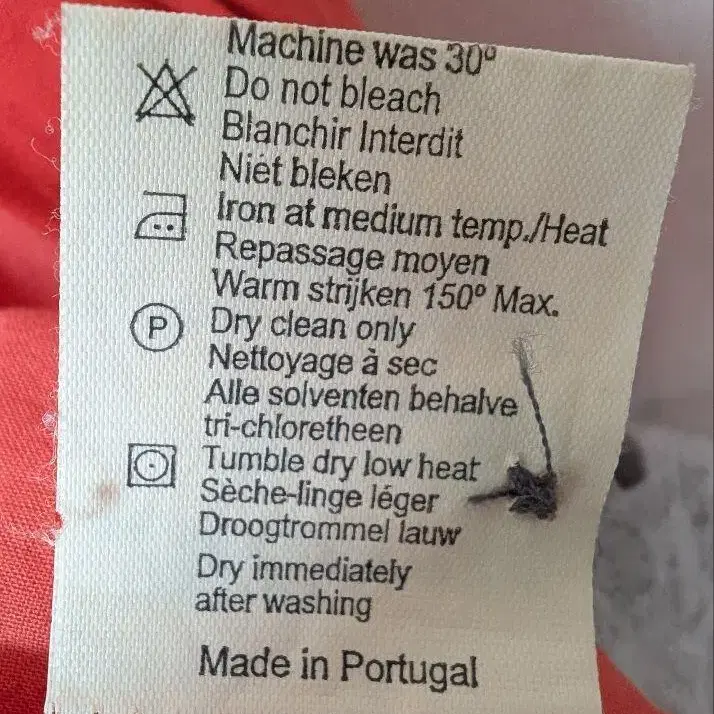 Machine was 30º
Do not bleach
Blanchir Interdit
Niet bleken
Iron at medium temp./Heat
Repassage moyen
Warm strijken 150º Max.
P
Dry clean only
Nettoyage à sec
Alle solventen behalve
tri-chloretheen
Tumble dry low heat
Sèche-linge léger
Droogtrommel lauw
Dry immediately
after washing
Made in Portugal